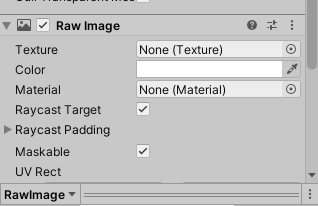 Raw Image
Texture
None (Texture)
Color
Material
None (Material)
Raycast Target
Raycast Padding
Maskable
UV Rect
RawImage